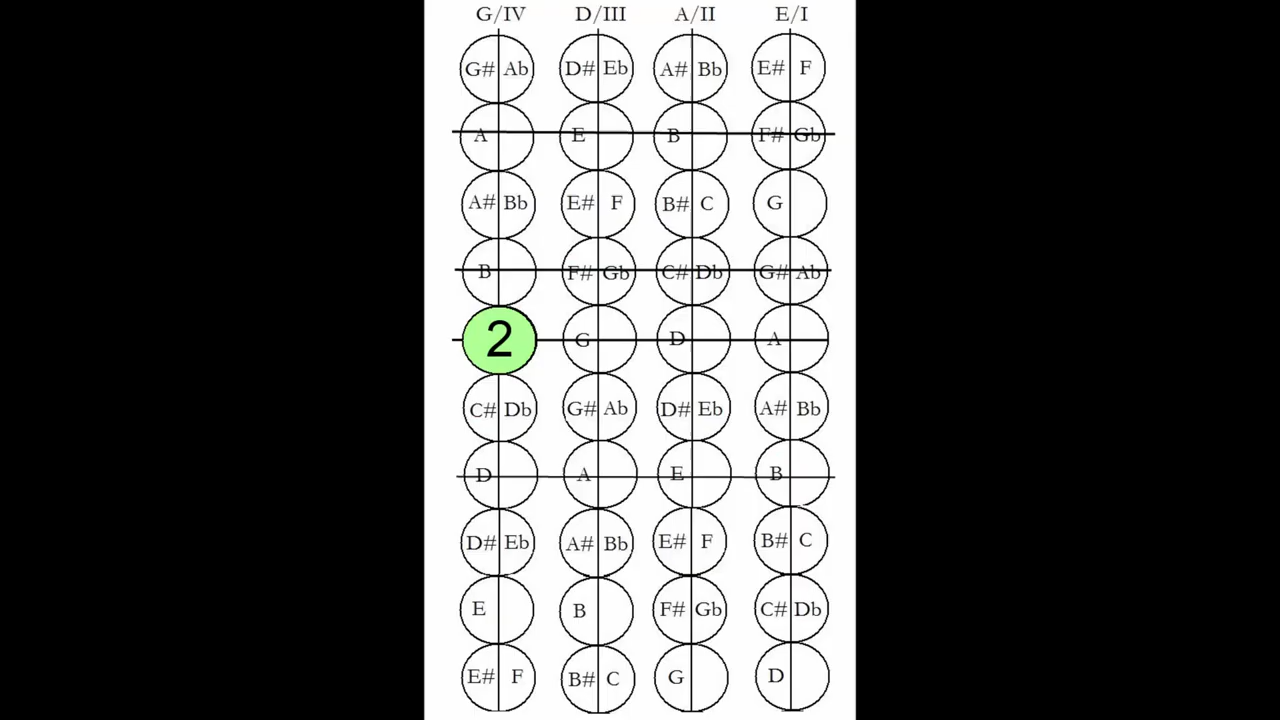 G/IV D/III A/II E/I
G# Ab D# Eb A# Bb E# F
A E B F# Gb
A# Bb E# F B# C G
B F# Gb C# Db G# Ab
2 G D A
C# Db G# Ab D# Eb A# Bb
D A E B
D# Eb A# Bb E# F B# C
E B F# Gb C# Db
E# F B# C G D